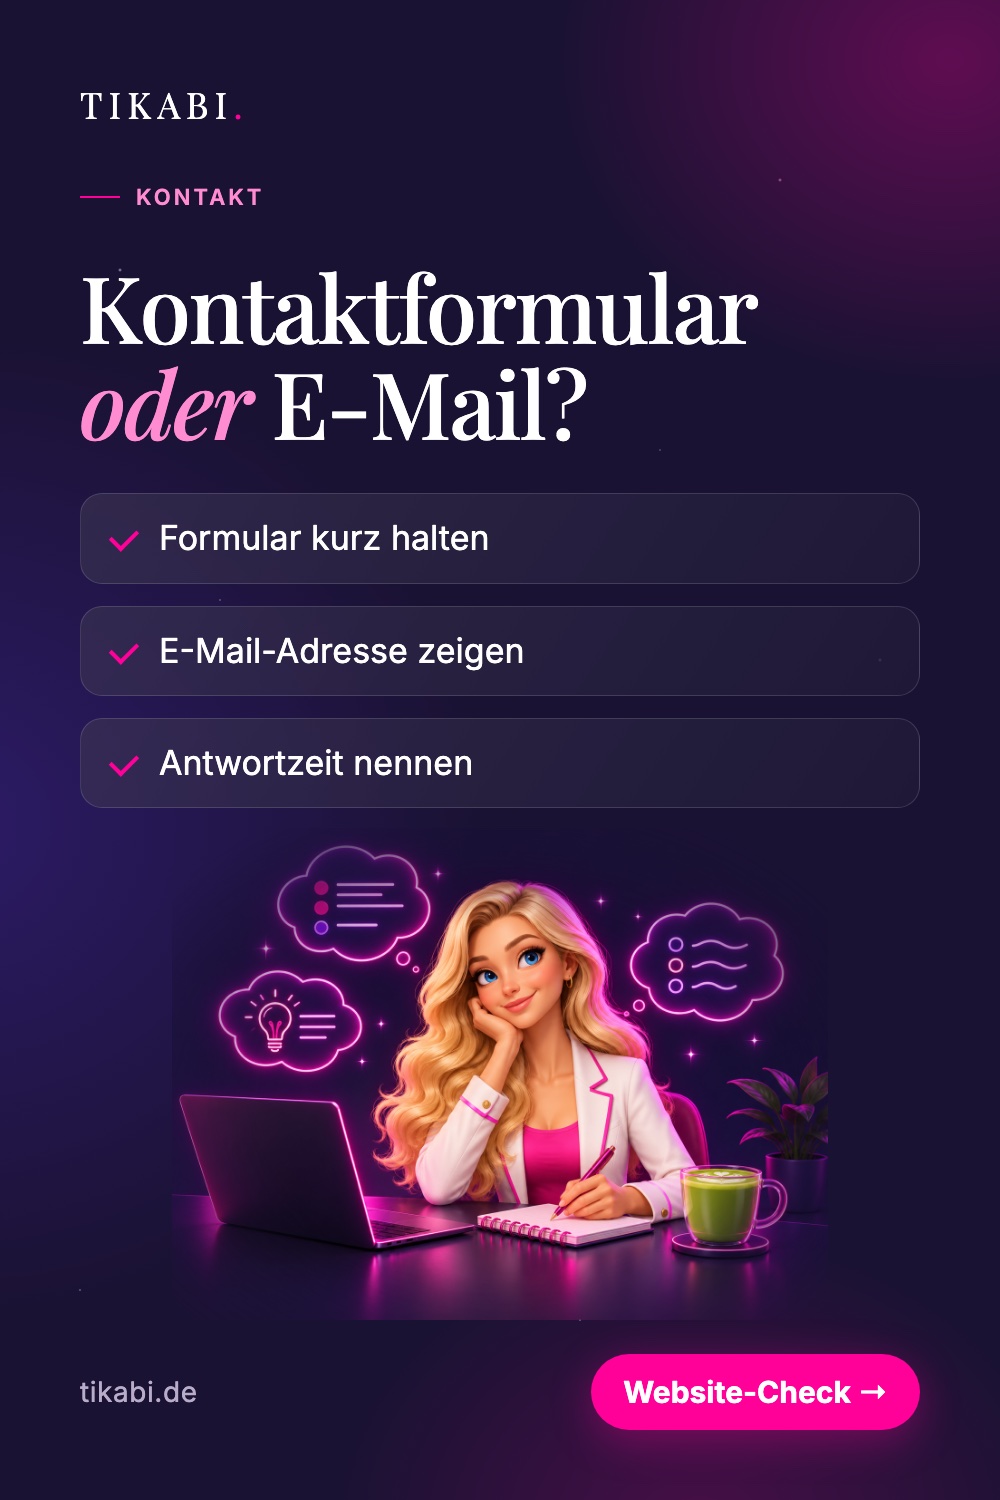 TIKABI.
KONTAKT
Kontaktformular
oder E-Mail?
Formular kurz halten
E-Mail-Adresse zeigen
Antwortzeit nennen
tikabi.de
Website-Check →